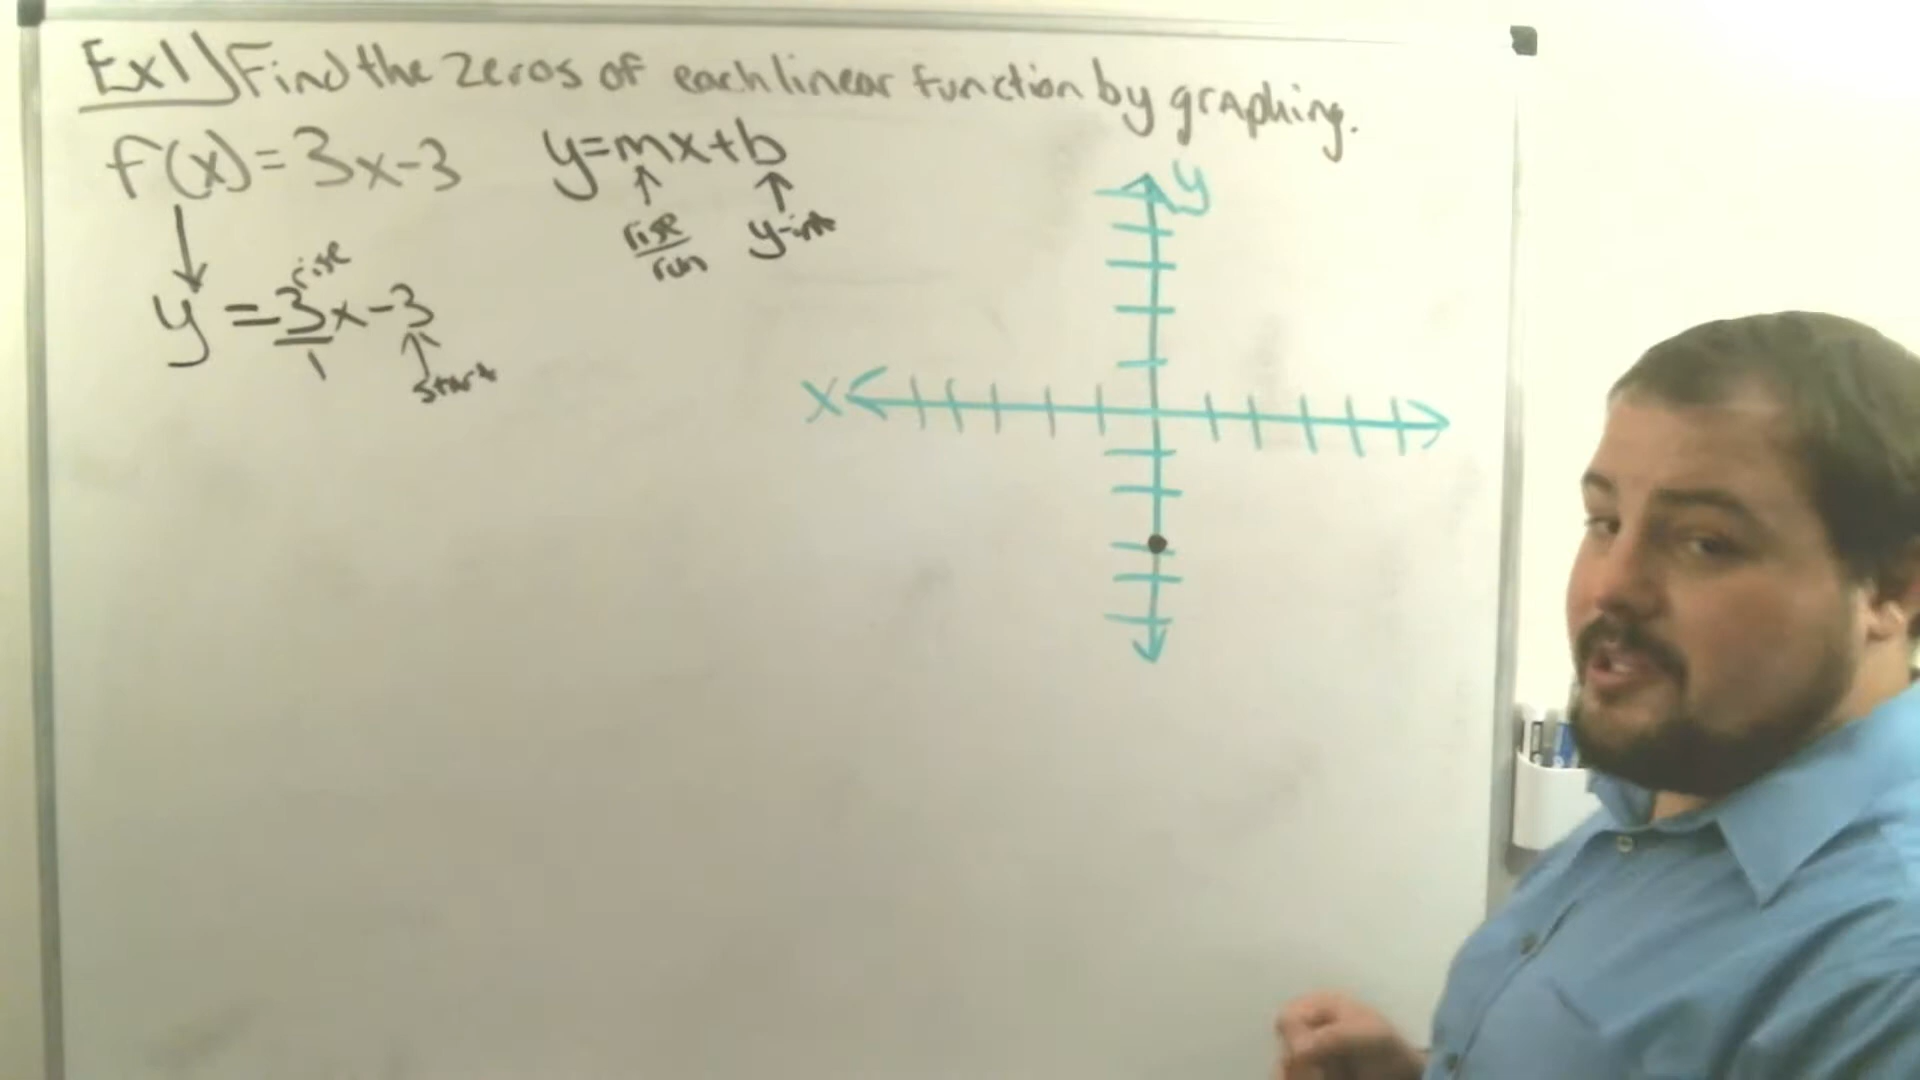 Ex1) Find the zeros of each linear function by graphing.
f(x)=3x-3
y=mx+b
rise
run
y-int
y=3x-3
rise
1
start
y
x